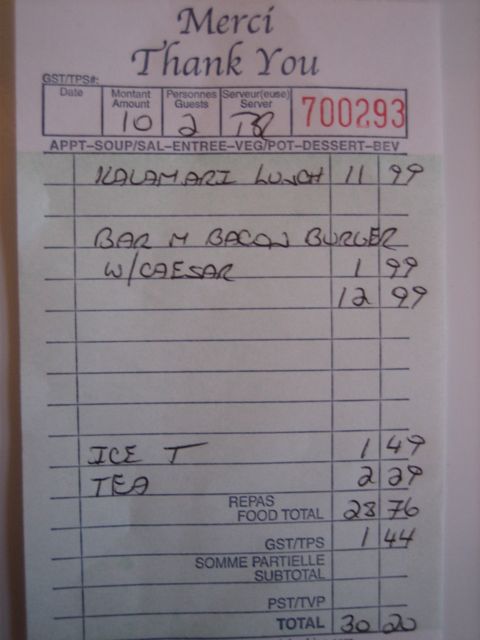 Merci
Thank You
GST/TPS#:
Date Montant Amount Personnes Guests Serveur(euse) Server
10 2 700293
APPT–SOUP/SAL–ENTREE–VEG/POT–DESSERT–BEV
KALAMARI LUNCH 11 99
BAR M BACON BURGER
W/CAESAR 1 99
12 99
ICE T 1 49
TEA 2 29
REPAS
FOOD TOTAL 28 76
GST/TPS 1 44
SOMME PARTIELLE
SUBTOTAL
PST/TVP
TOTAL 30 20